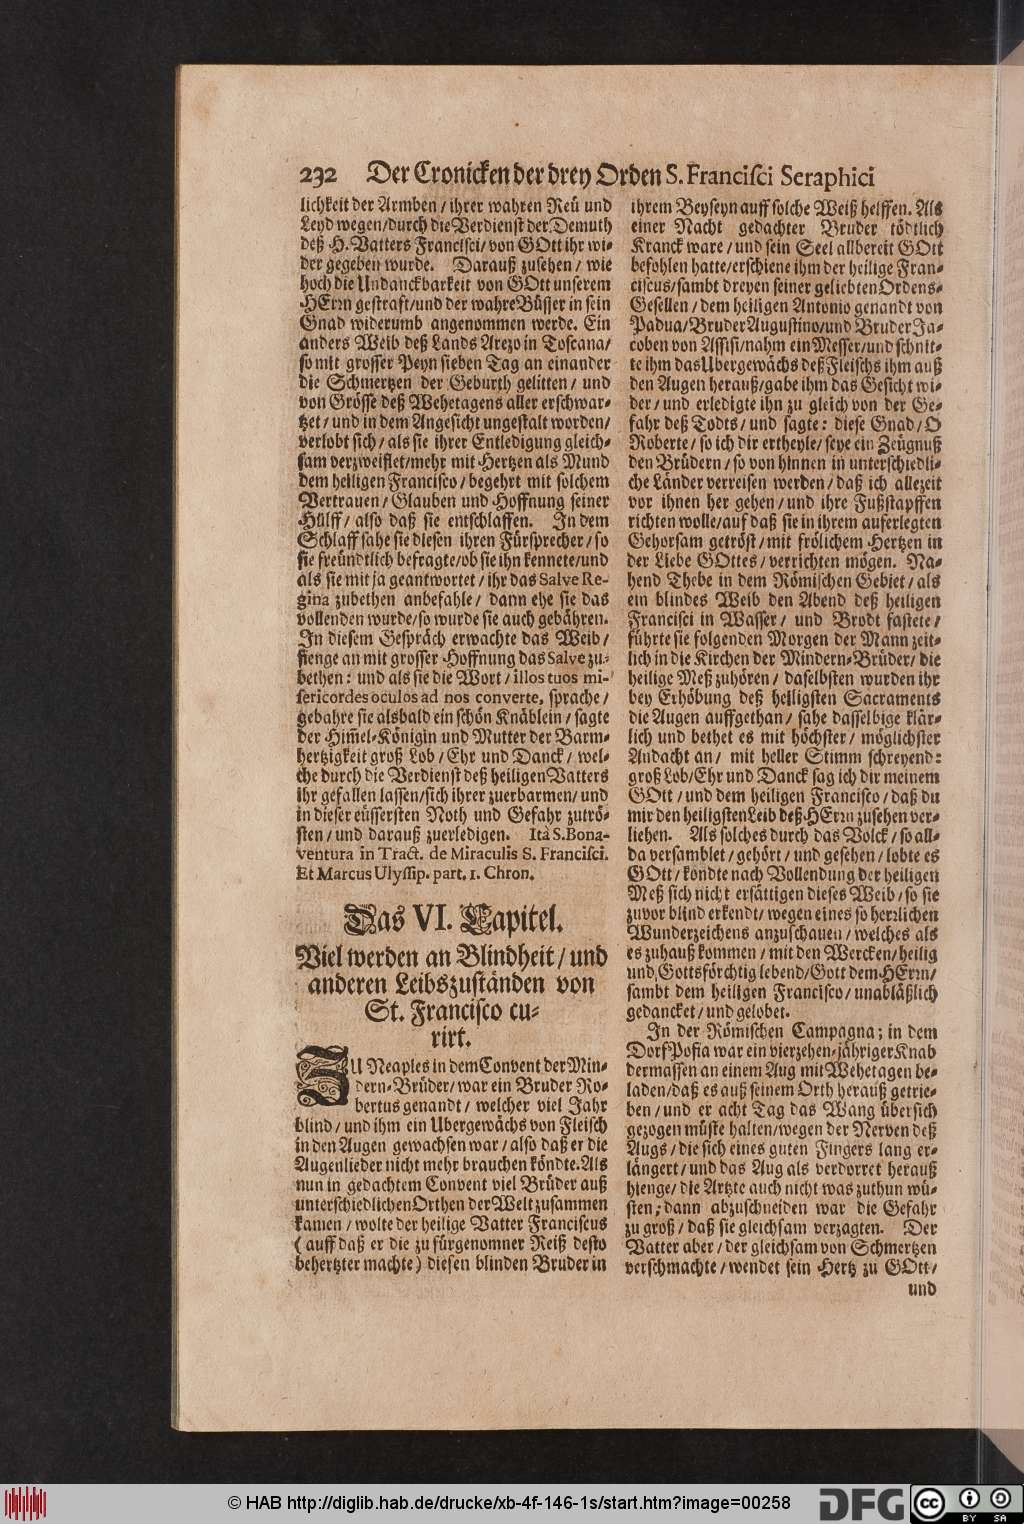 232 Der Cronicken der drey Orden S. Francisci Seraphici
lichkeit der Armben / ihrer wahren Reü und
Leyd wegen / durch die Verdienst der Demuth
deß H. Vatters Francisci / von GOtt ihr wi-
der gegeben wurde. Darauß zusehen / wie
hoch die Undanckbarkeit von GOtt unserem
HErrn gestraft / und der wahre Büsser in sein
Gnad widerumb angenommen werde. Ein
anders Weib deß Lands Arezo in Toscana /
so mit grosser Peyn sieben Tag an einander
die Schmertzen der Geburth gelitten / und
von Grösse deß Wehetagens aller erschwar-
tzet / und in dem Angesicht ungestalt worden /
verlobt sich / als sie ihrer Entledigung gleich-
sam verzweiflet / mehr mit Hertzen als Mund
dem heiligen Francisco / begehrt mit solchem
Vertrauen / Glauben und Hoffnung seiner
Hülff / also daß sie entschlaffen. In dem
Schlaff sahe sie diesen ihren Fürsprecher / so
sie freündtlich befragte / ob sie ihn kennete / und
als sie mit ja geantwortet / ihr das Salve Re-
gina zubethen anbefahle / dann ehe sie das
vollenden wurde / so wurde sie auch gebähren.
In diesem Gespräch erwachte das Weib /
fienge an mit grosser Hoffnung das Salve zu-
bethen: und als sie die Wort / illos tuos mi-
sericordes oculos ad nos converte, sprache /
gebahre sie alsbald ein schön Knäblein / sagte
der Him̃el-Königin und Mutter der Barm-
hertzigkeit groß Lob / Ehr und Danck / wel-
che durch die Verdienst deß heiligen Vatters
ihr gefallen lassen / sich ihrer zuerbarmen / und
in dieser eüssersten Noth und Gefahr zutrö-
sten / und darauß zuerledigen. Ità S. Bona-
ventura in Tract. de Miraculis S. Francisci.
Et Marcus Ulyssip. part. 1. Chron.
Das VI. Capitel.
Viel werden an Blindheit / und
anderen Leibszuständen von
St. Francisco cu-
rirt.
ZU Neaples in dem Convent der Min-
dern-Brüder / war ein Bruder Ro-
bertus genandt / welcher viel Jahr
blind / und ihm ein Ubergewächs von Fleisch
in den Augen gewachsen war / also daß er die
Augenlieder nicht mehr brauchen köndte. Als
nun in gedachtem Convent viel Brüder auß
unterschiedlichen Orthen der Welt zusammen
kamen / wolte der heilige Vatter Franciscus
( auff daß er die zu fürgenomner Reiß desto
behertzter machte ) diesen blinden Bruder in
ihrem Beyseyn auff solche Weiß helffen. Als
einer Nacht gedachter Bruder tödtlich
Kranck ware / und sein Seel allbereit GOtt
befohlen hatte / erschiene ihm der heilige Fran-
ciscus / sambt dreyen seiner geliebten Ordens-
Gesellen / dem heiligen Antonio genandt von
Padua / Bruder Augustino / und Bruder Ja-
coben von Assisi / nahm ein Messer / und schnit-
te ihm das Ubergewächs deß Fleischs ihm auß
den Augen herauß / gabe ihm das Gesicht wi-
der / und erledigte ihn zu gleich von der Ge-
fahr deß Todts / und sagte: diese Gnad / O
Roberte / so ich dir ertheyle / seye ein Zeügnuß
den Brüdern / so von hinnen in unterschiedli-
che Länder verreisen werden / daß ich allezeit
vor ihnen her gehen / und ihre Fußstapffen
richten wolle / auf daß sie in ihrem auferlegten
Gehorsam getröst / mit frölichem Hertzen in
der Liebe GOttes / verrichten mögen. Na-
hend Thebe in dem Römischen Gebiet / als
ein blindes Weib den Abend deß heiligen
Francisci in Wasser / und Brodt fastete /
führte sie folgenden Morgen der Mann zeit-
lich in die Kirchen der Mindern-Brüder / die
heilige Meß zuhören / daselbsten wurden ihr
bey Erhöbung deß heiligsten Sacraments
die Augen auffgethan / sahe dasselbige klär-
lich und bethet es mit höchster / möglichster
Andacht an / mit heller Stimm schreyend:
groß Lob / Ehr und Danck sag ich dir meinem
GOtt / und dem heiligen Francisco / daß du
mir den heiligsten Leib deß HErrn zusehen ver-
liehen. Als solches durch das Volck / so all-
da versamblet / gehört / und gesehen / lobte es
GOtt / köndte nach Vollendung der heiligen
Meß sich nicht ersättigen dieses Weib / so sie
zuvor blind erkendt / wegen eines so herrlichen
Wunderzeichens anzuschauen / welches als
es zuhauß kommen / mit den Wercken / heilig
und Gottsförchtig lebend / Gott dem HErrn /
sambt dem heiligen Francisco / unabläßlich
gedancket / und gelobet.
In der Römischen Campagna; in dem
Dorf Pofia war ein vierzehen-jähriger Knab
dermassen an einem Aug mit Wehetagen be-
laden / daß es auß seinem Orth herauß getrie-
ben / und er acht Tag das Wang über sich
gezogen müste halten / wegen der Nerven deß
Augs / die sich eines guten Fingers lang er-
längert / und das Aug als verdorret herauß
hienge / die Artzte auch nicht was zuthun wü-
sten; dann abzuschneiden war die Gefahr
zu groß / daß sie gleichsam verzagten. Der
Vatter aber / der gleichsam von Schmertzen
verschmachte / wendet sein Hertz zu GOtt /
und
© HAB http://diglib.hab.de/drucke/xb-4f-146-1s/start.htm?image=00258
DFG
cc
BY SA